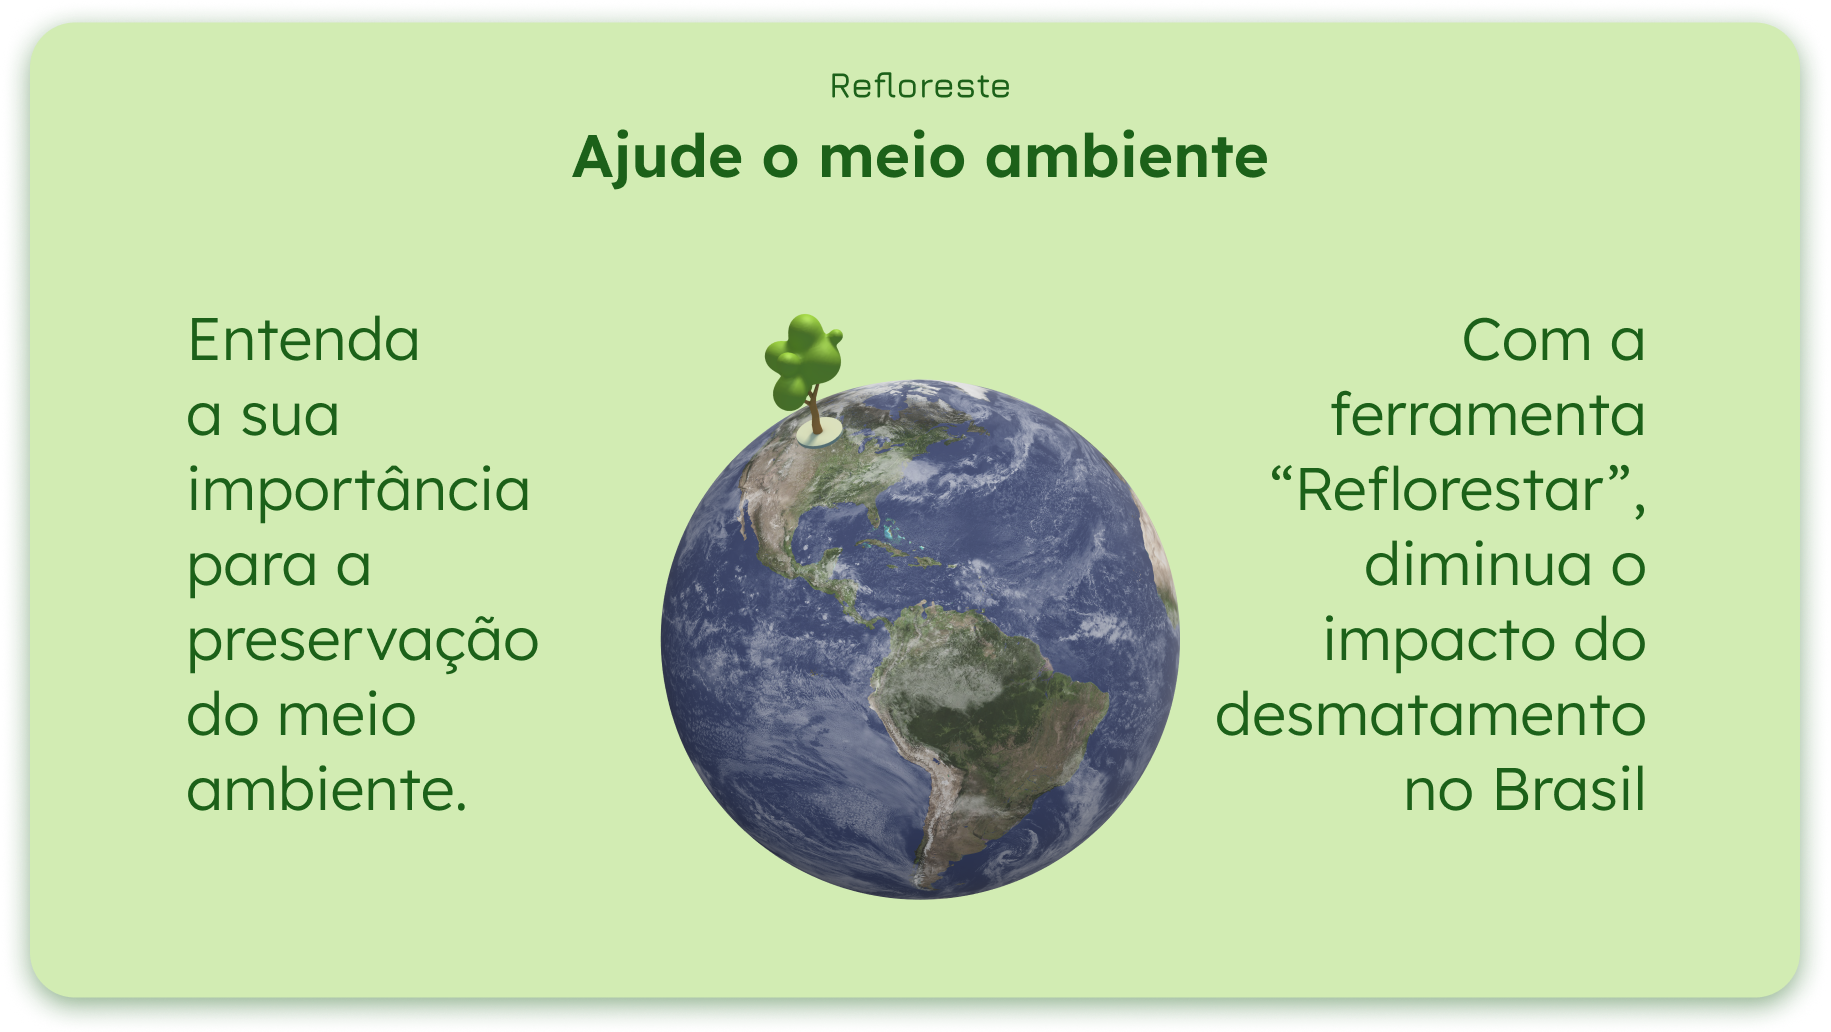 Refloreste
Ajude o meio ambiente
Entenda
a sua
importância
para a
preservação
do meio
ambiente.
Com a
ferramenta
“Reflorestar”,
diminua o
impacto do
desmatamento
no Brasil